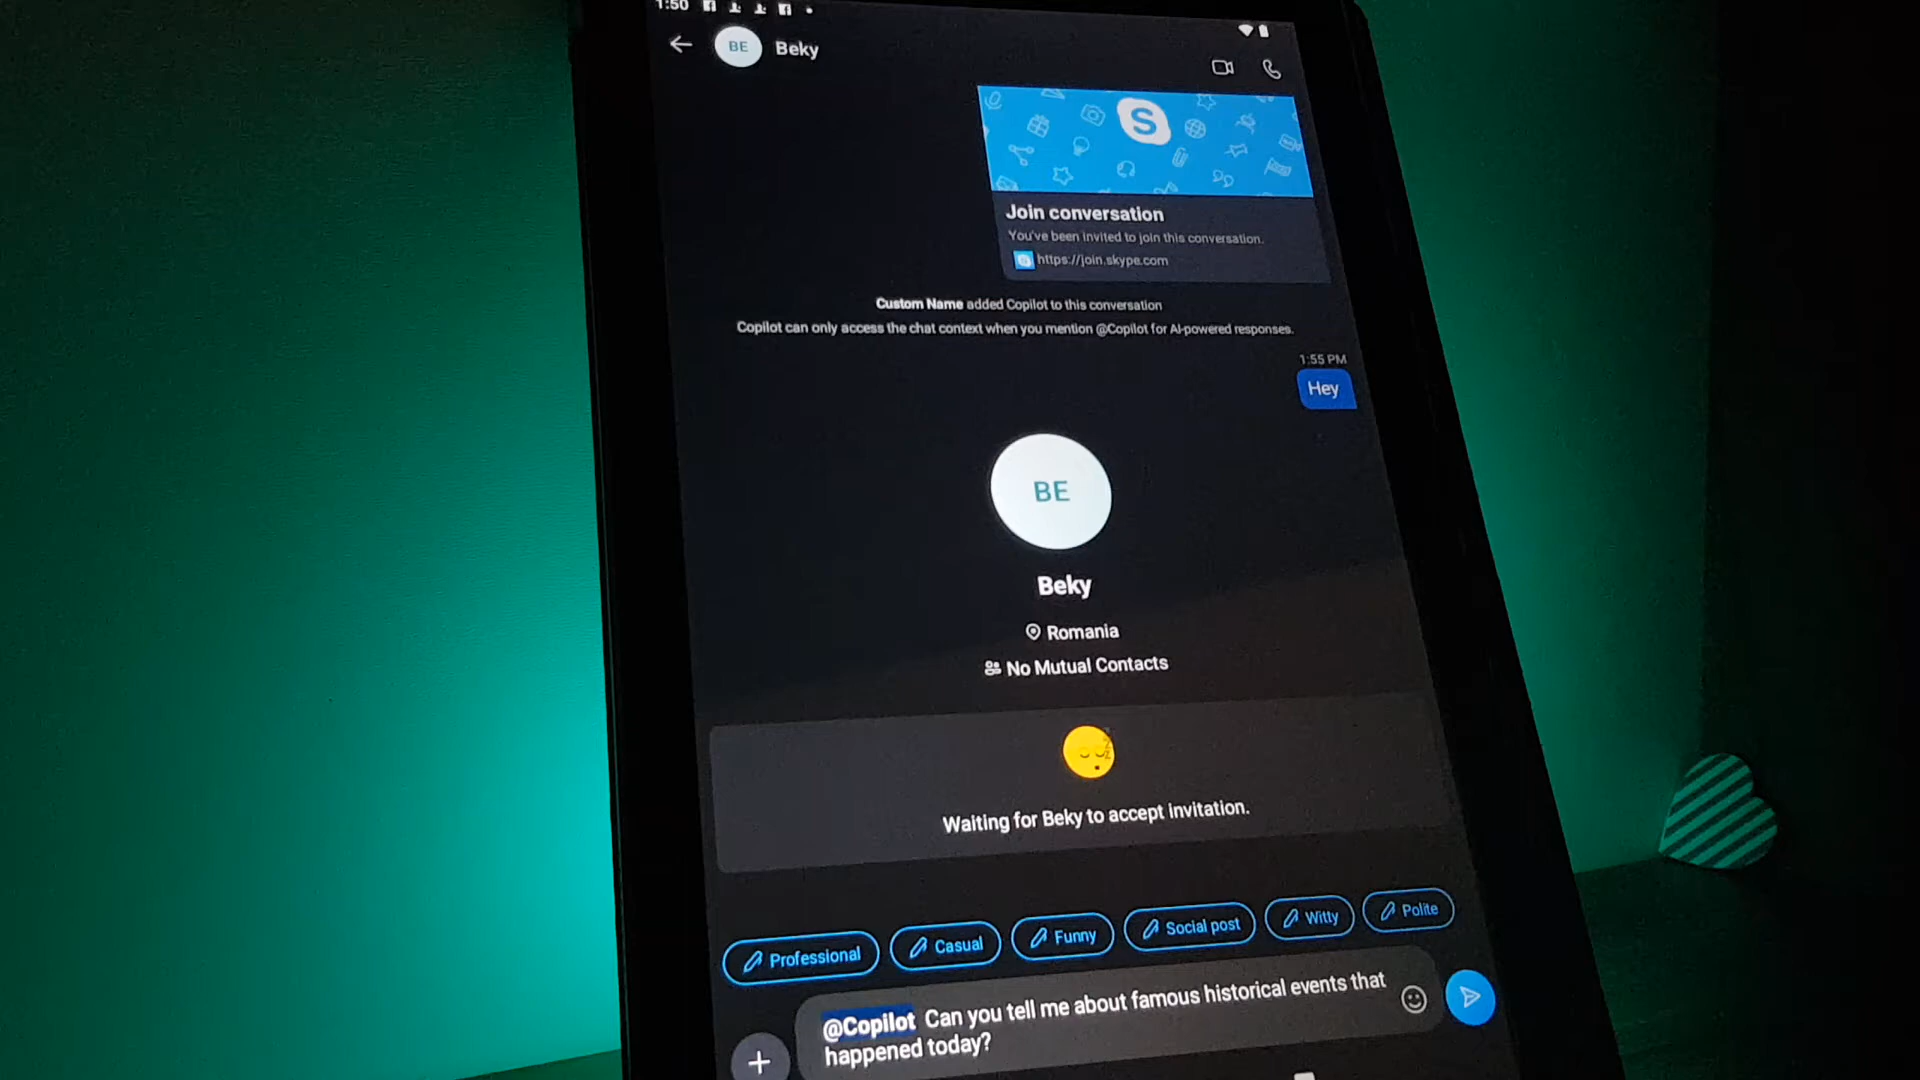 1:50
BE
Beky
S
Join conversation
You've been invited to join this conversation.
https://join.skype.com
Custom Name added Copilot to this conversation
Copilot can only access the chat context when you mention @Copilot for AI-powered responses.
1:55 PM
Hey
BE
Beky
Romania
No Mutual Contacts
Waiting for Beky to accept invitation.
Professional
Casual
Funny
Social post
Witty
Polite
@Copilot Can you tell me about famous historical events that
happened today?